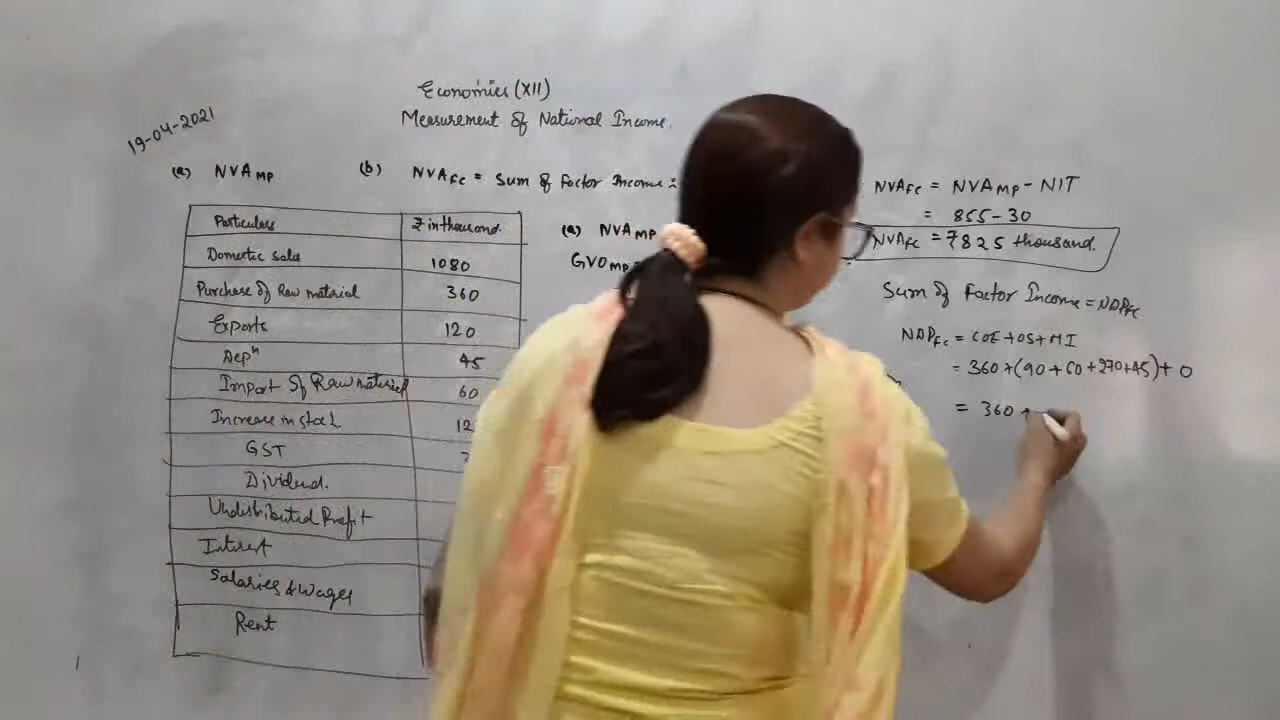 Economics (XII)
Measurement of National Income.
19-04-2021
(a) NVA MP (b) NVA FC = Sum of Factor Income :
Particulars ₹ in thousand.
Domestic sales 1080
Purchase of Raw material 360
Exports 120
Depn 45
Import of Raw material 60
Increase in stock 12
GST
Dividend.
Undistributed Profit
Interest
Salaries & Wages
Rent
(a) NVA MP
GVO MP
NVA FC = NVA MP - NIT
= 855 - 30
NVA FC = ₹825 thousand.
Sum of Factor Income = NDP FC
NDP FC = COE + OS + MI
= 360 + (90 + 60 + 270 + 45) + 0
= 360 +